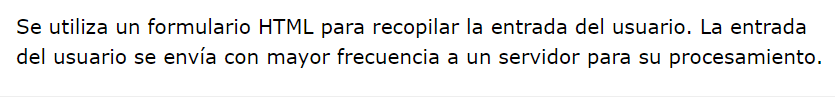 Se utiliza un formulario HTML para recopilar la entrada del usuario. La entrada
del usuario se envía con mayor frecuencia a un servidor para su procesamiento.